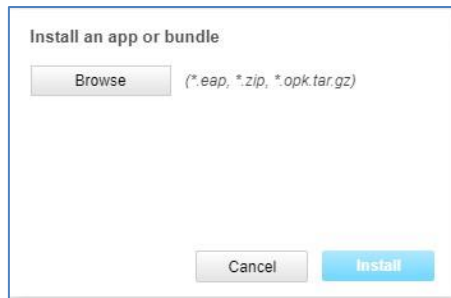 Install an app or bundle
Browse (*.eap, *.zip, *.opk.tar.gz)
Cancel Install